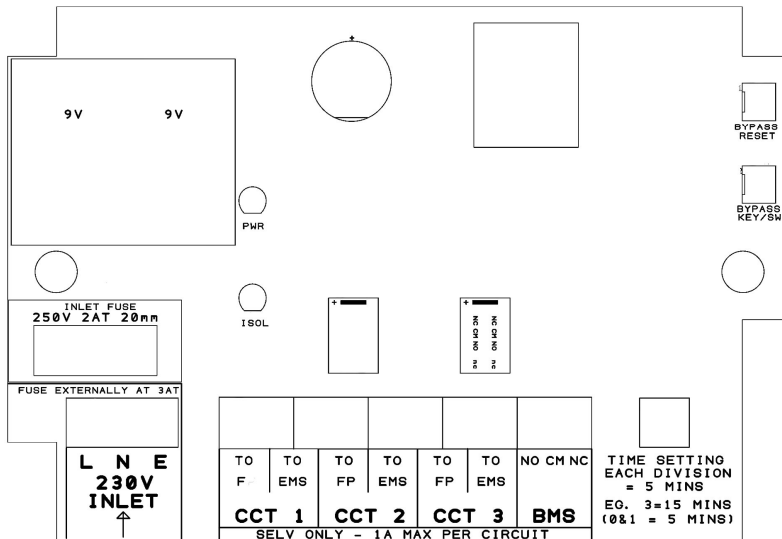 9V 9V
BYPASS
RESET
BYPASS
KEY/SW
PWR
ISOL
INLET FUSE
250V 2AT 20mm
FUSE EXTERNALLY AT 3AT
+
+
NC CM NO nc
NC CM NO nc
L N E
230V
INLET
TO TO TO TO TO TO NO CM NC
F EMS FP EMS FP EMS
CCT 1 CCT 2 CCT 3 BMS
SELV ONLY - 1A MAX PER CIRCUIT
TIME SETTING
EACH DIVISION
= 5 MINS
EG. 3=15 MINS
(0&1 = 5 MINS)